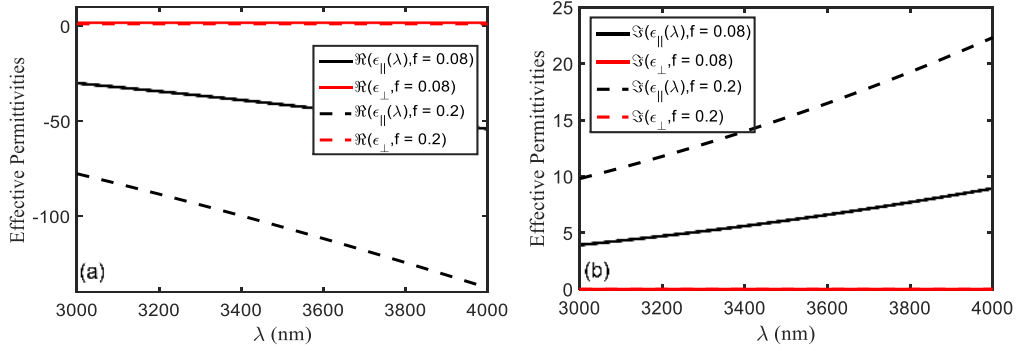 0
-50
-100
Effective Permittivities
ℜ(ϵ||(λ),f = 0.08)
ℜ(ϵ⊥,f = 0.08)
ℜ(ϵ||(λ),f = 0.2)
ℜ(ϵ⊥,f = 0.2)
(a)
3000 3200 3400 3600 3800 4000
λ (nm)
25
20
15
10
5
0
Effective Permittivities
ℑ(ϵ||(λ),f = 0.08)
ℑ(ϵ⊥,f = 0.08)
ℑ(ϵ||(λ),f = 0.2)
ℑ(ϵ⊥,f = 0.2)
(b)
3000 3200 3400 3600 3800 4000
λ (nm)